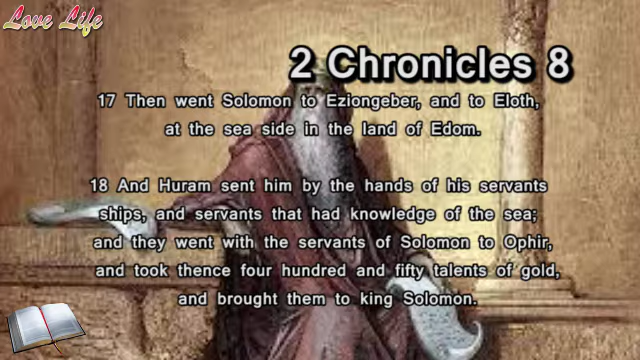 Love Life
2 Chronicles 8
17 Then went Solomon to Eziongeber, and to Eloth,
at the sea side in the land of Edom.
18 And Huram sent him by the hands of his servants
ships, and servants that had knowledge of the sea;
and they went with the servants of Solomon to Ophir,
and took thence four hundred and fifty talents of gold,
and brought them to king Solomon.